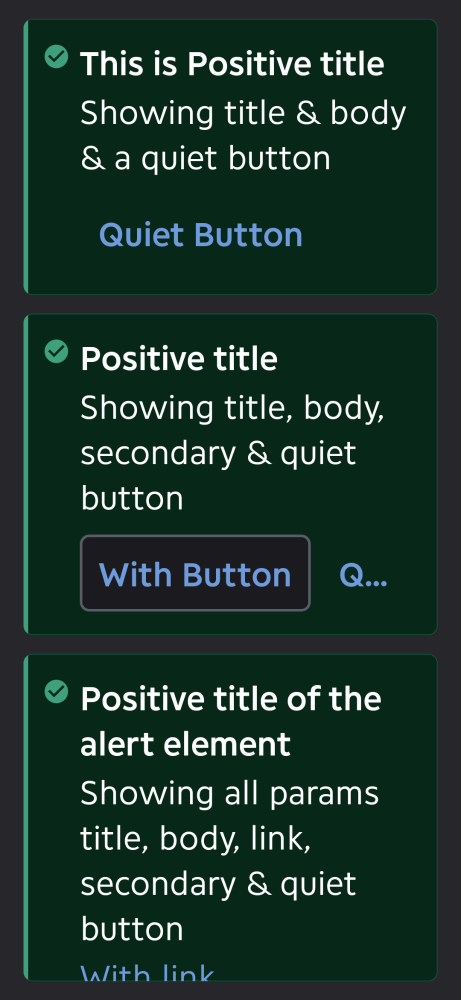 This is Positive title
Showing title & body
& a quiet button
Quiet Button
Positive title
Showing title, body,
secondary & quiet
button
With Button
Q...
Positive title of the
alert element
Showing all params
title, body, link,
secondary & quiet
button
With link